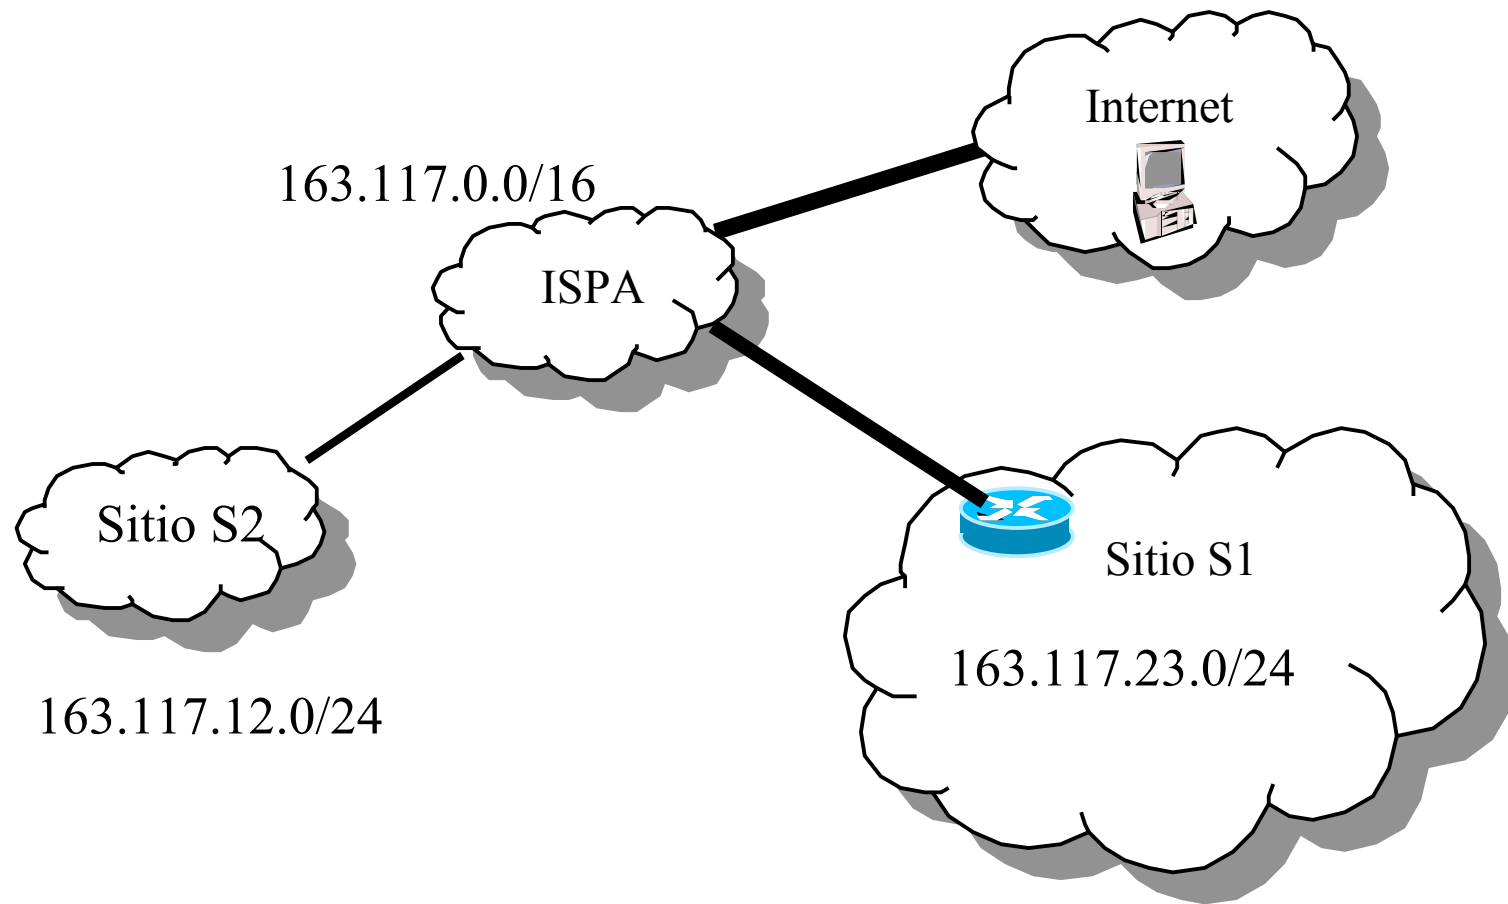 Internet
163.117.0.0/16
ISPA
Sitio S2
Sitio S1
163.117.23.0/24
163.117.12.0/24